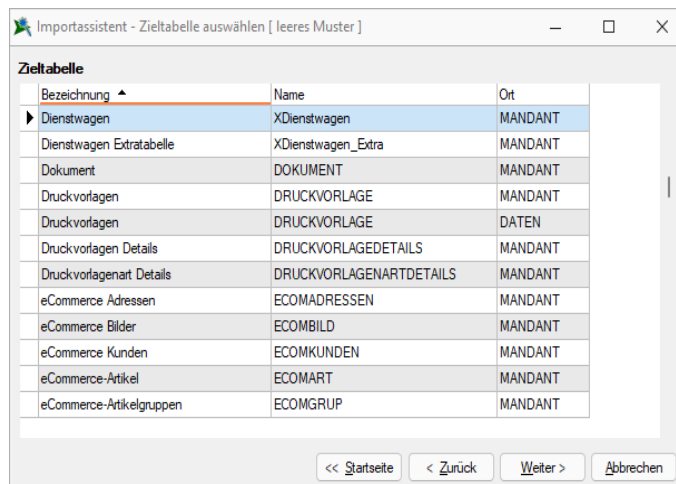 Importassistent - Zieltabelle auswählen [ leeres Muster ]
Zieltabelle
Bezeichnung Name Ort
Dienstwagen XDienstwagen MANDANT
Dienstwagen Extratabelle XDienstwagen_Extra MANDANT
Dokument DOKUMENT MANDANT
Druckvorlagen DRUCKVORLAGE MANDANT
Druckvorlagen DRUCKVORLAGE DATEN
Druckvorlagen Details DRUCKVORLAGEDETAILS MANDANT
Druckvorlagenart Details DRUCKVORLAGENARTDETAILS MANDANT
eCommerce Adressen ECOMADRESSEN MANDANT
eCommerce Bilder ECOMBILD MANDANT
eCommerce Kunden ECOMKUNDEN MANDANT
eCommerce-Artikel ECOMART MANDANT
eCommerce-Artikelgruppen ECOMGRUP MANDANT
<< Startseite < Zurück Weiter > Abbrechen